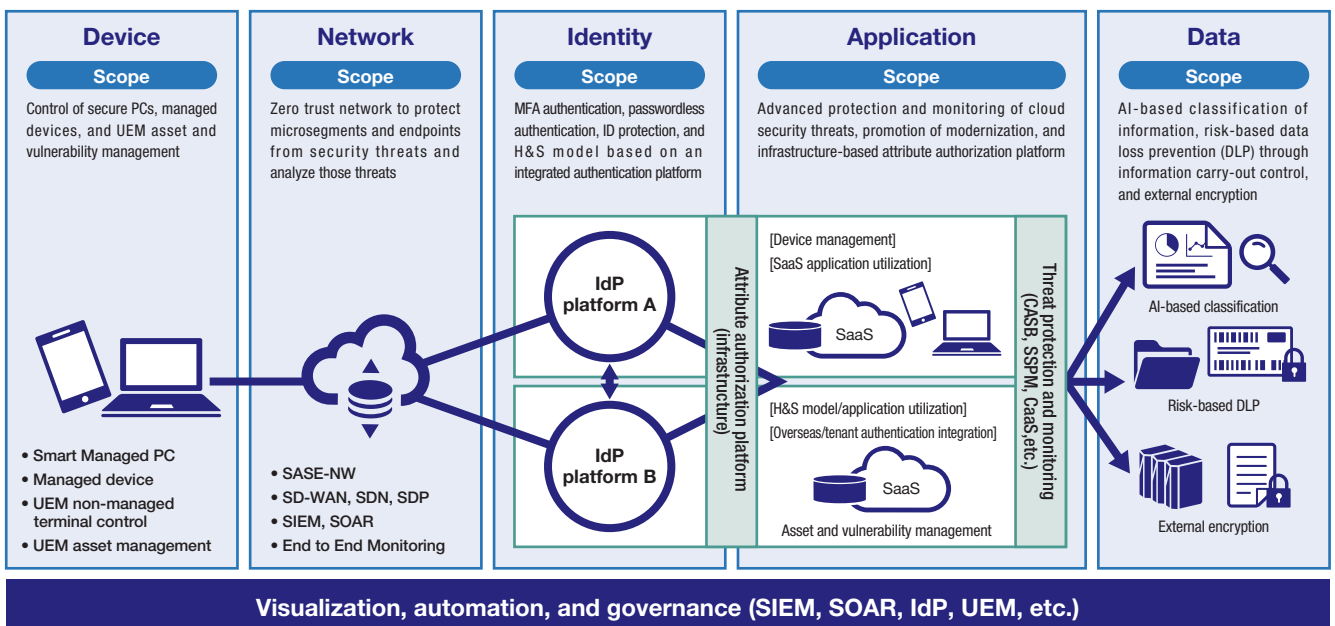 Device
Scope
Control of secure PCs, managed
devices, and UEM asset and
vulnerability management
• Smart Managed PC
• Managed device
• UEM non-managed
terminal control
• UEM asset management
Network
Scope
Zero trust network to protect
microsegments and endpoints
from security threats and
analyze those threats
• SASE-NW
• SD-WAN, SDN, SDP
• SIEM, SOAR
• End to End Monitoring
Identity
Scope
MFA authentication, passwordless
authentication, ID protection, and
H&S model based on an
integrated authentication platform
IdP
platform A
IdP
platform B
Attribute authorization platform
(infrastructure)
Application
Scope
Advanced protection and monitoring of cloud
security threats, promotion of modernization, and
infrastructure-based attribute authorization platform
[Device management]
[SaaS application utilization]
SaaS
[H&S model/application utilization]
[Overseas/tenant authentication integration]
SaaS
Asset and vulnerability management
Threat protection and monitoring
(CASB, SSPM, CaaS,etc.)
Data
Scope
AI-based classification of
information, risk-based data
loss prevention (DLP) through
information carry-out control,
and external encryption
AI-based classification
Risk-based DLP
External encryption
Visualization, automation, and governance (SIEM, SOAR, IdP, UEM, etc.)